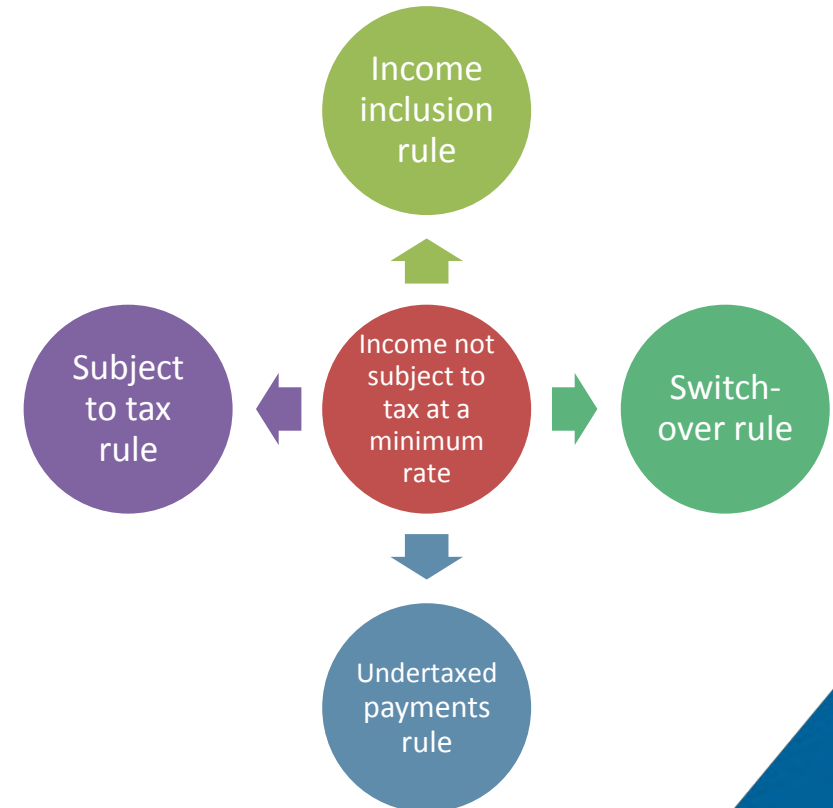 Income
inclusion
rule
Subject
to tax
rule
Income not
subject to
tax at a
minimum
rate
Switch-
over rule
Undertaxed
payments
rule